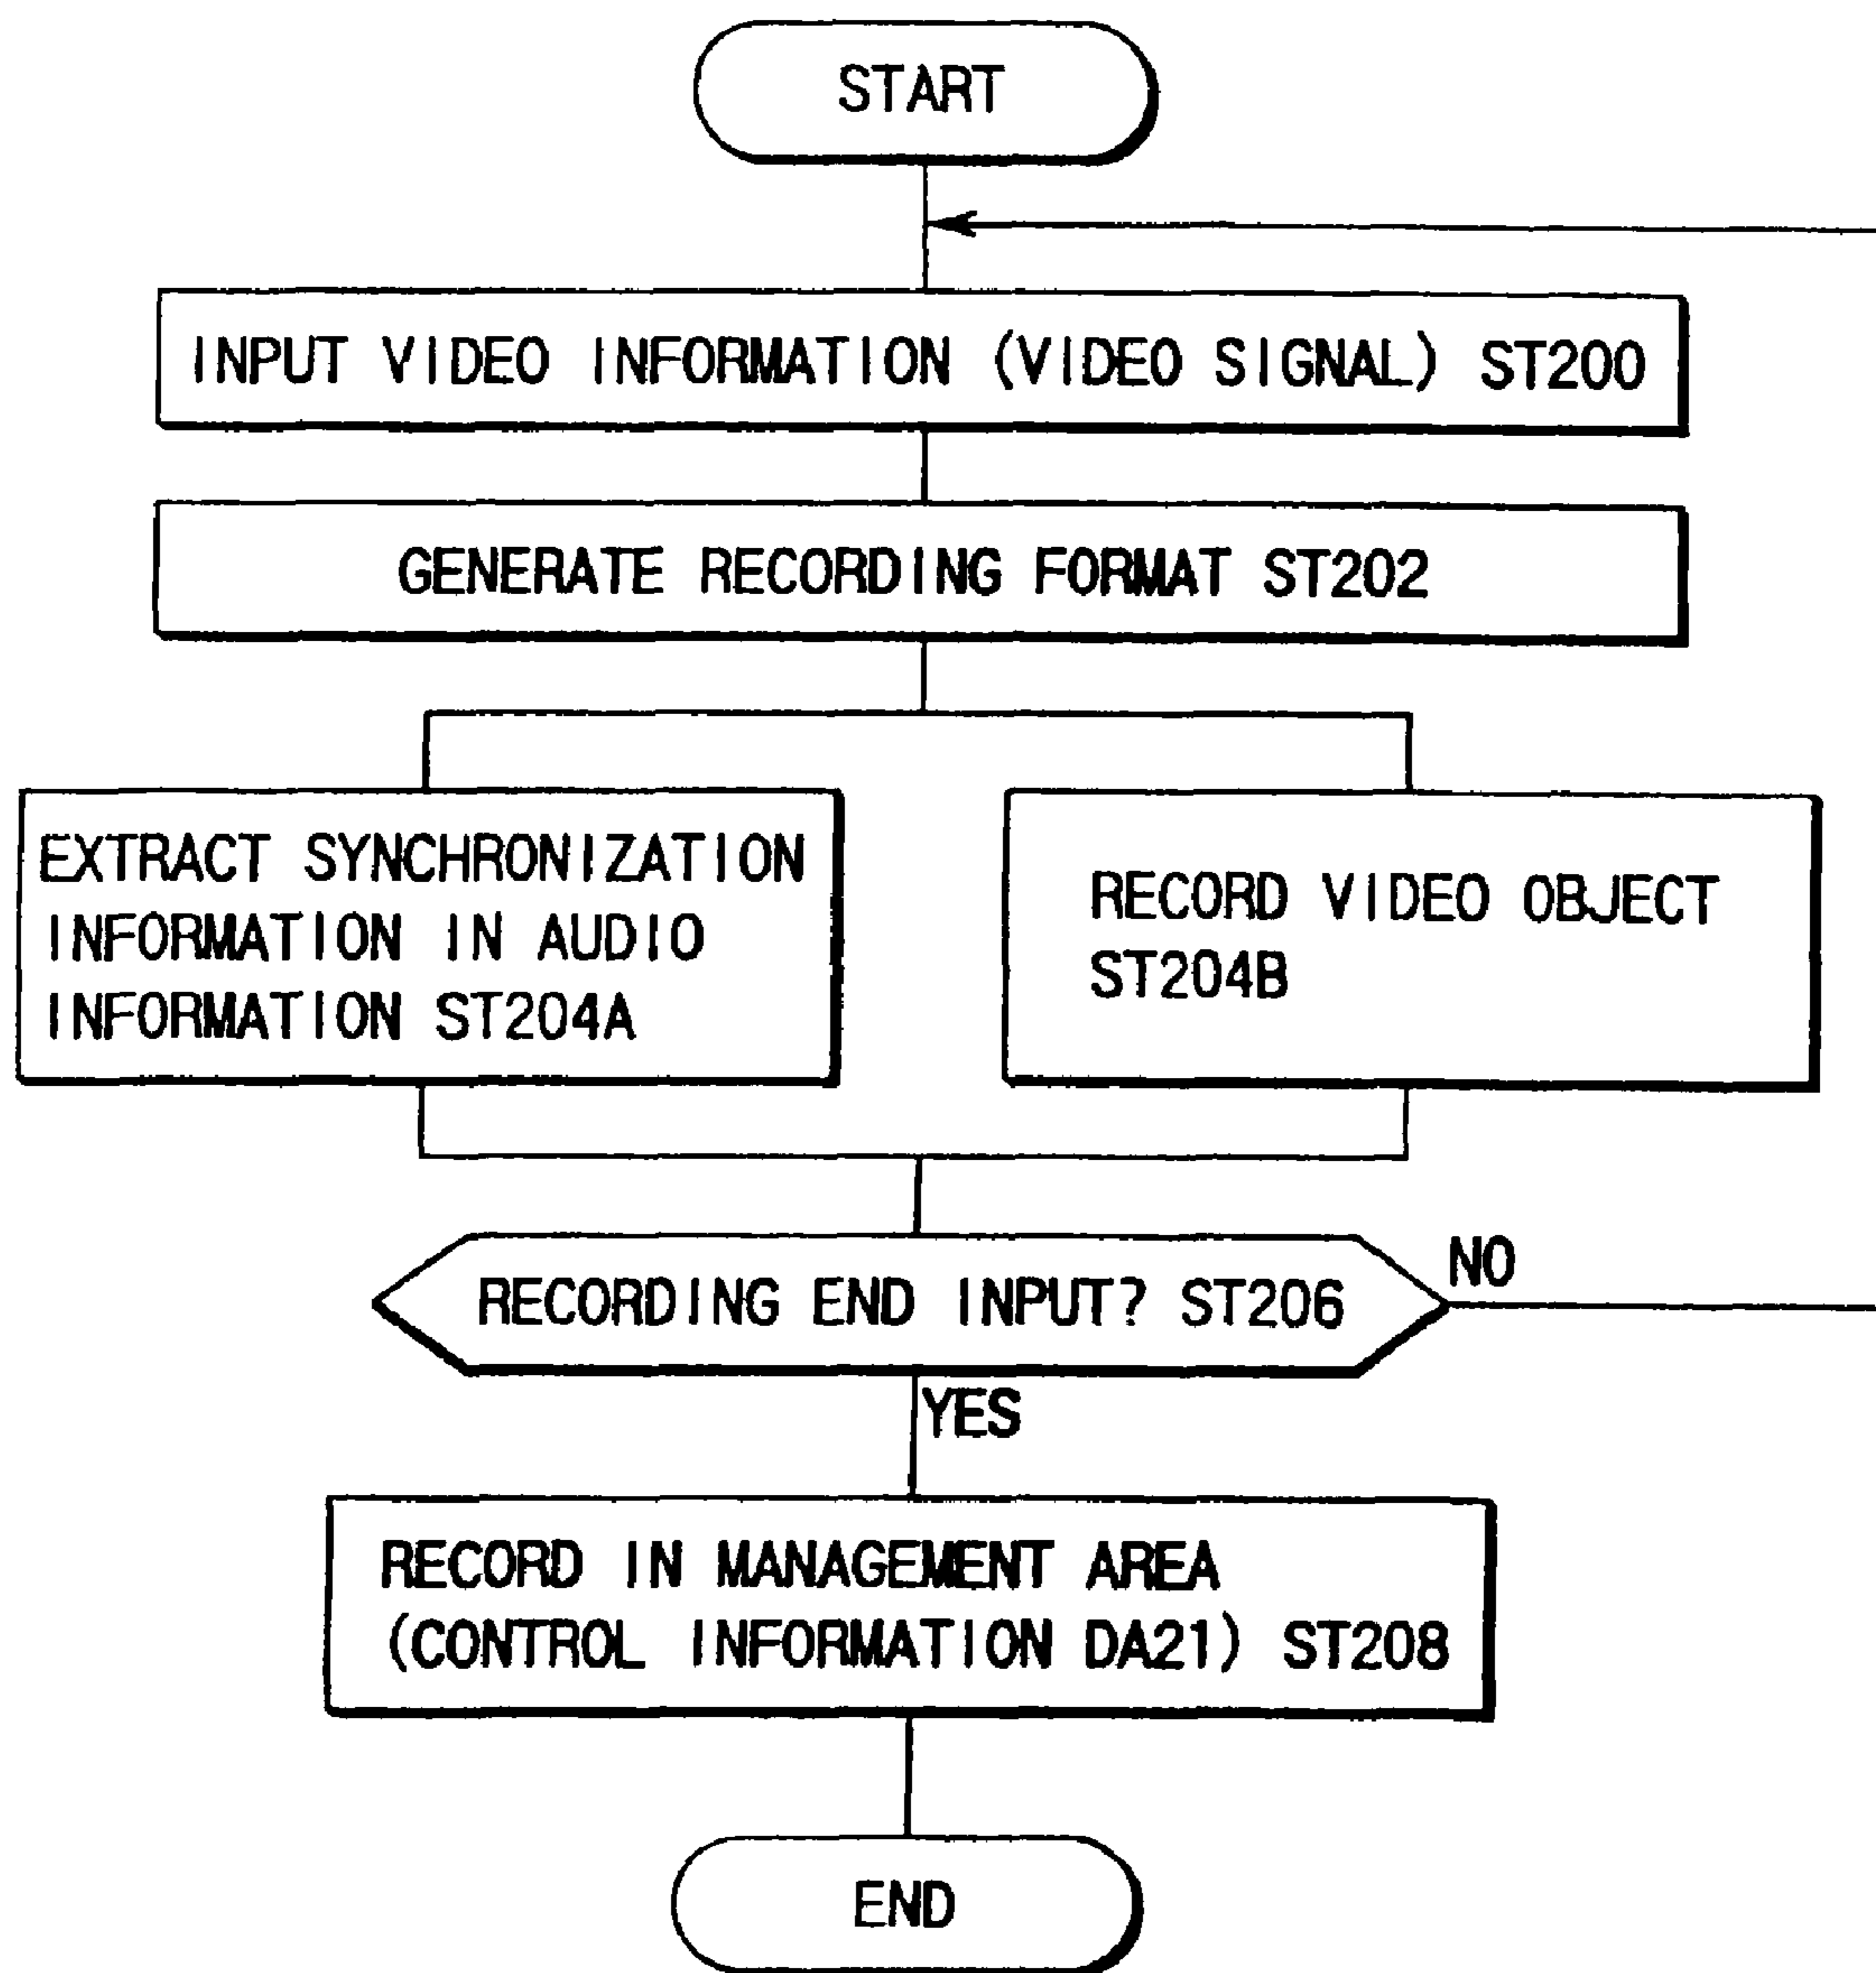 START
INPUT VIDEO INFORMATION (VIDEO SIGNAL) ST200
GENERATE RECORDING FORMAT ST202
EXTRACT SYNCHRONIZATION
INFORMATION IN AUDIO
INFORMATION ST204A
RECORD VIDEO OBJECT
ST204B
RECORDING END INPUT? ST206
NO
YES
RECORD IN MANAGEMENT AREA
(CONTROL INFORMATION DA21) ST208
END